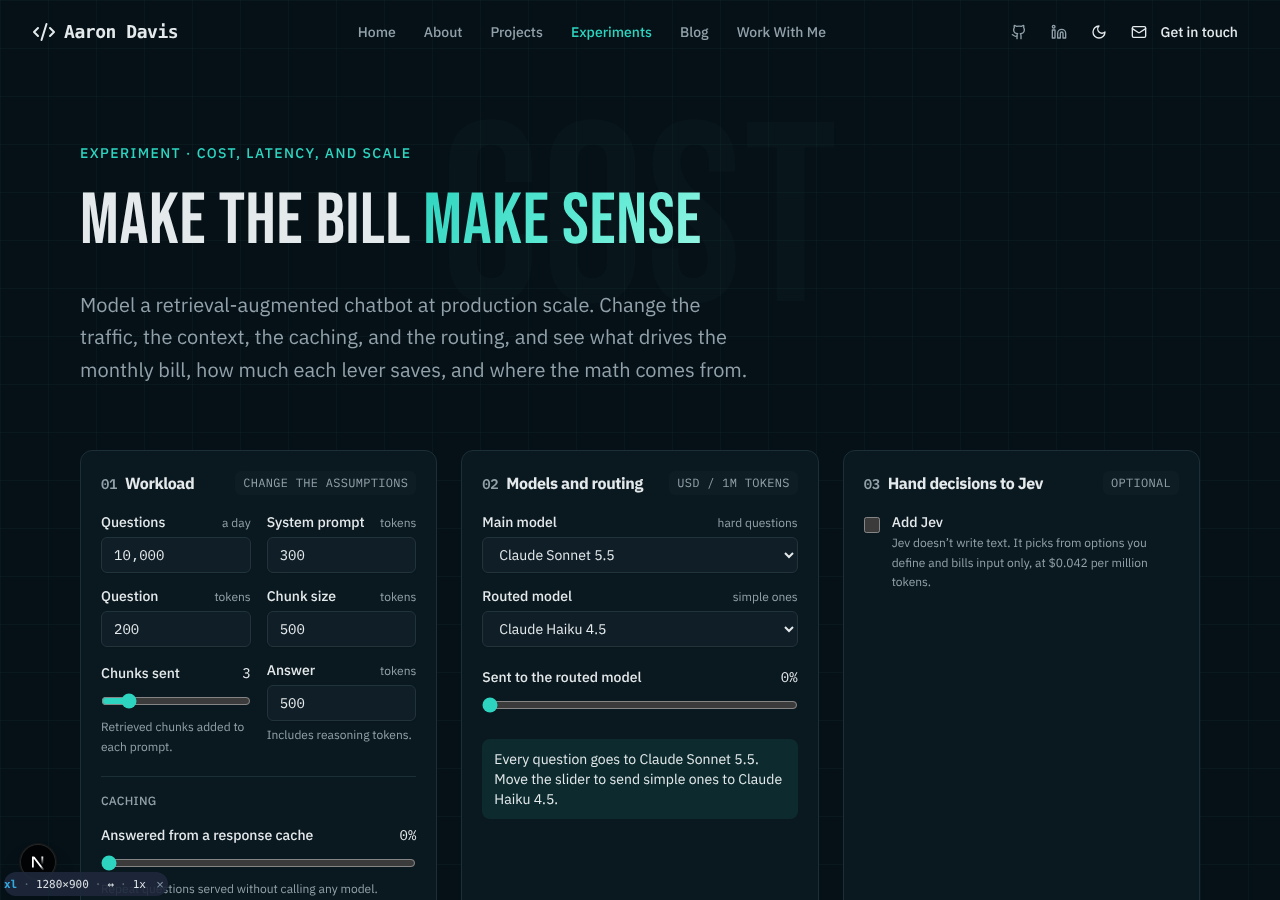 Aaron Davis
Home
About
Projects
Experiments
Blog
Work With Me
Get in touch
COST
EXPERIMENT · COST, LATENCY, AND SCALE
MAKE THE BILL MAKE SENSE
Model a retrieval-augmented chatbot at production scale. Change the
traffic, the context, the caching, and the routing, and see what drives the
monthly bill, how much each lever saves, and where the math comes from.
01 Workload CHANGE THE ASSUMPTIONS
Questions a day
10,000
System prompt tokens
300
Question tokens
200
Chunk size tokens
500
Chunks sent 3
Retrieved chunks added to
each prompt.
Answer tokens
500
Includes reasoning tokens.
CACHING
Answered from a response cache 0%
tions served without calling any model.
02 Models and routing USD / 1M TOKENS
Main model hard questions
Claude Sonnet 5.5
Routed model simple ones
Claude Haiku 4.5
Sent to the routed model 0%
Every question goes to Claude Sonnet 5.5.
Move the slider to send simple ones to Claude
Haiku 4.5.
03 Hand decisions to Jev OPTIONAL
Add Jev
Jev doesn’t write text. It picks from options you
define and bills input only, at $0.042 per million
tokens.
N
xl · 1280×900 · ↔ · 1x ×